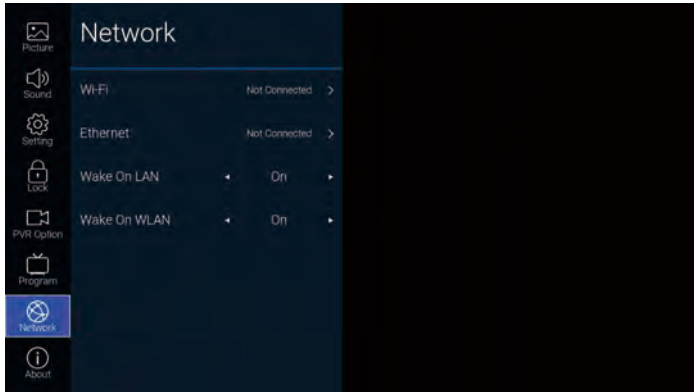 Picture
Sound
Setting
Lock
PVR Option
Program
Network
About
Network
Wi-Fi Not Connected
Ethernet Not Connected
Wake On LAN On
Wake On WLAN On